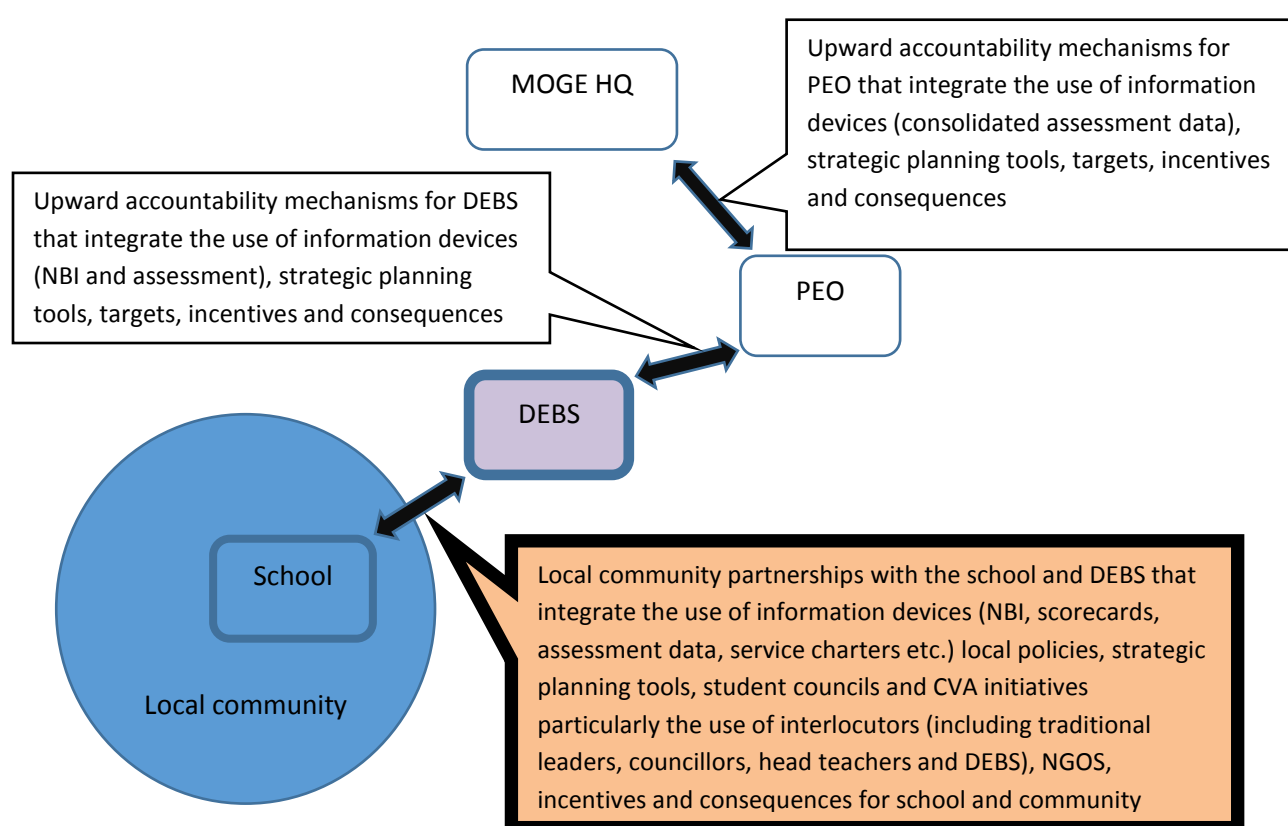 MOGE HQ
Upward accountability mechanisms for
PEO that integrate the use of information
devices (consolidated assessment data),
strategic planning tools, targets, incentives
and consequences
Upward accountability mechanisms for DEBS
that integrate the use of information devices
(NBI and assessment), strategic planning
tools, targets, incentives and consequences
PEO
DEBS
School
Local community
Local community partnerships with the school and DEBS that
integrate the use of information devices (NBI, scorecards,
assessment data, service charters etc.) local policies, strategic
planning tools, student councils and CVA initiatives
particularly the use of interlocutors (including traditional
leaders, councillors, head teachers and DEBS), NGOS,
incentives and consequences for school and community